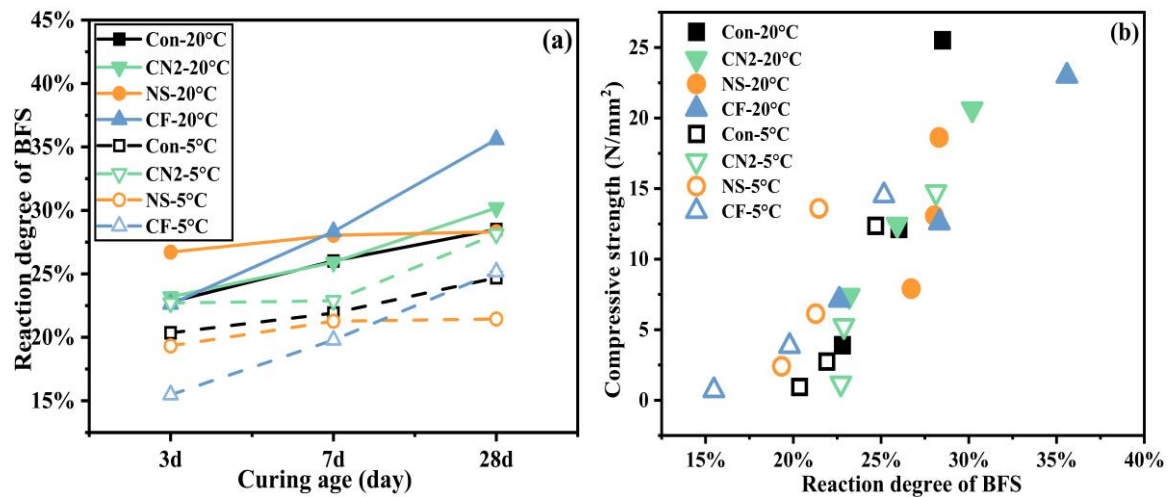 45%
40%
35%
30%
25%
20%
15%
Reaction degree of BFS
(a)
Con-20°C
CN2-20°C
NS-20°C
CF-20°C
Con-5°C
CN2-5°C
NS-5°C
CF-5°C
3d
7d
28d
Curing age (day)
25
20
15
10
5
0
Compressive strength (N/mm²)
(b)
Con-20°C
CN2-20°C
NS-20°C
CF-20°C
Con-5°C
CN2-5°C
NS-5°C
CF-5°C
15%
20%
25%
30%
35%
40%
Reaction degree of BFS